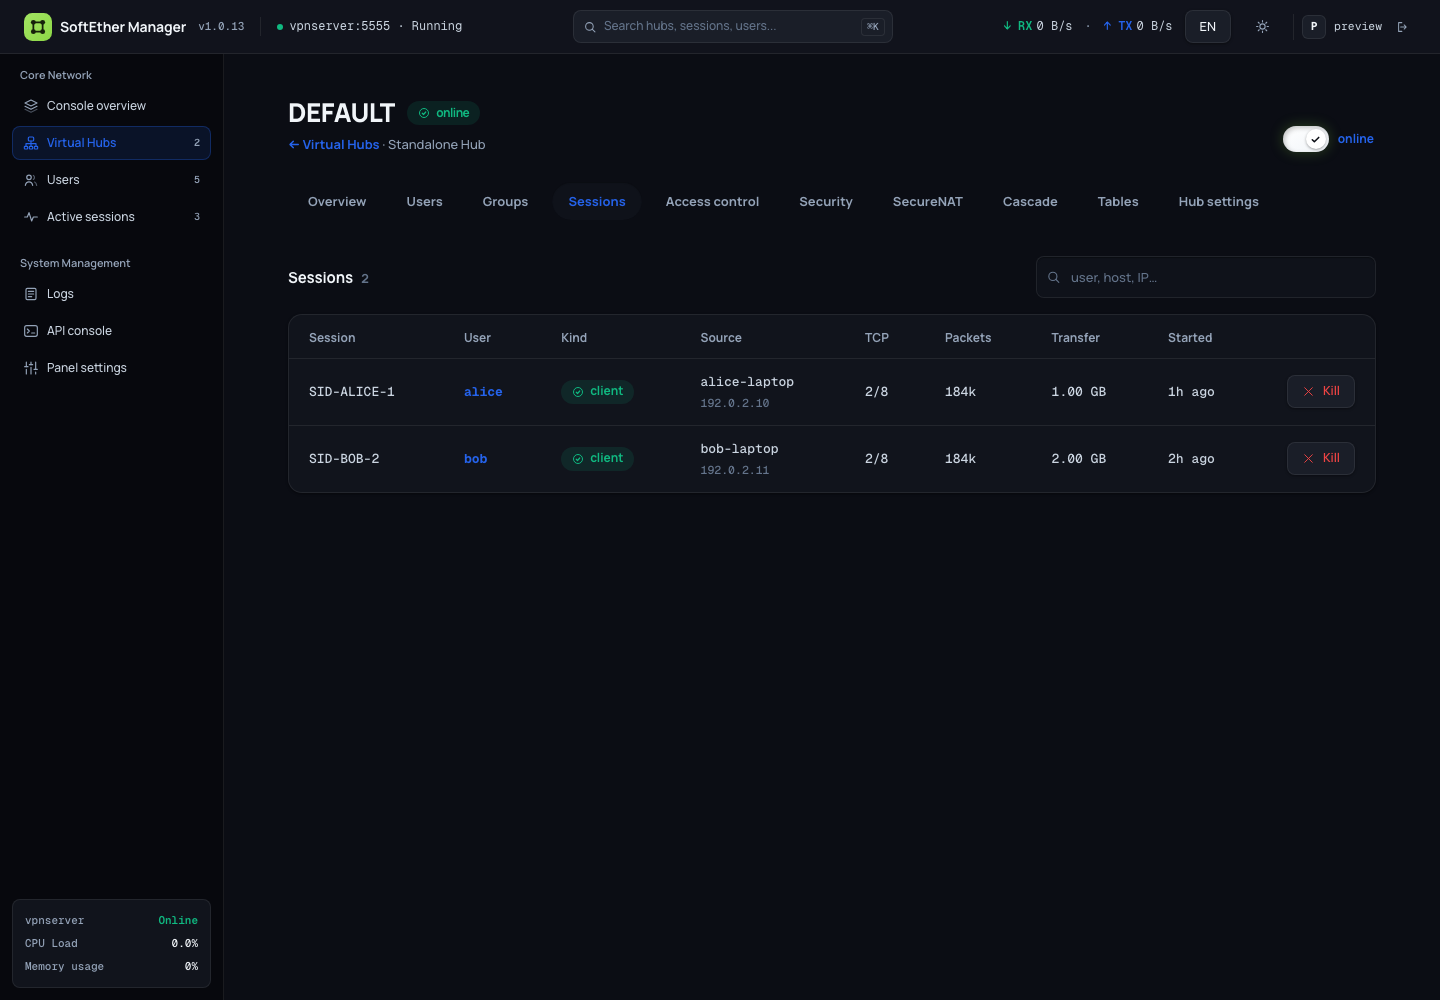 SoftEther Manager v1.0.13 vpnserver:5555 · Running Search hubs, sessions, users... ⌘K ↓ RX 0 B/s · ↑ TX 0 B/s EN P preview
Core Network
Console overview
Virtual Hubs 2
Users 5
Active sessions 3
System Management
Logs
API console
Panel settings
vpnserver Online
CPU Load 0.0%
Memory usage 0%
DEFAULT online
← Virtual Hubs · Standalone Hub
online
Overview Users Groups Sessions Access control Security SecureNAT Cascade Tables Hub settings
Sessions 2
user, host, IP...
Session User Kind Source TCP Packets Transfer Started
SID-ALICE-1 alice client alice-laptop 2/8 184k 1.00 GB 1h ago Kill
192.0.2.10
SID-BOB-2 bob client bob-laptop 2/8 184k 2.00 GB 2h ago Kill
192.0.2.11